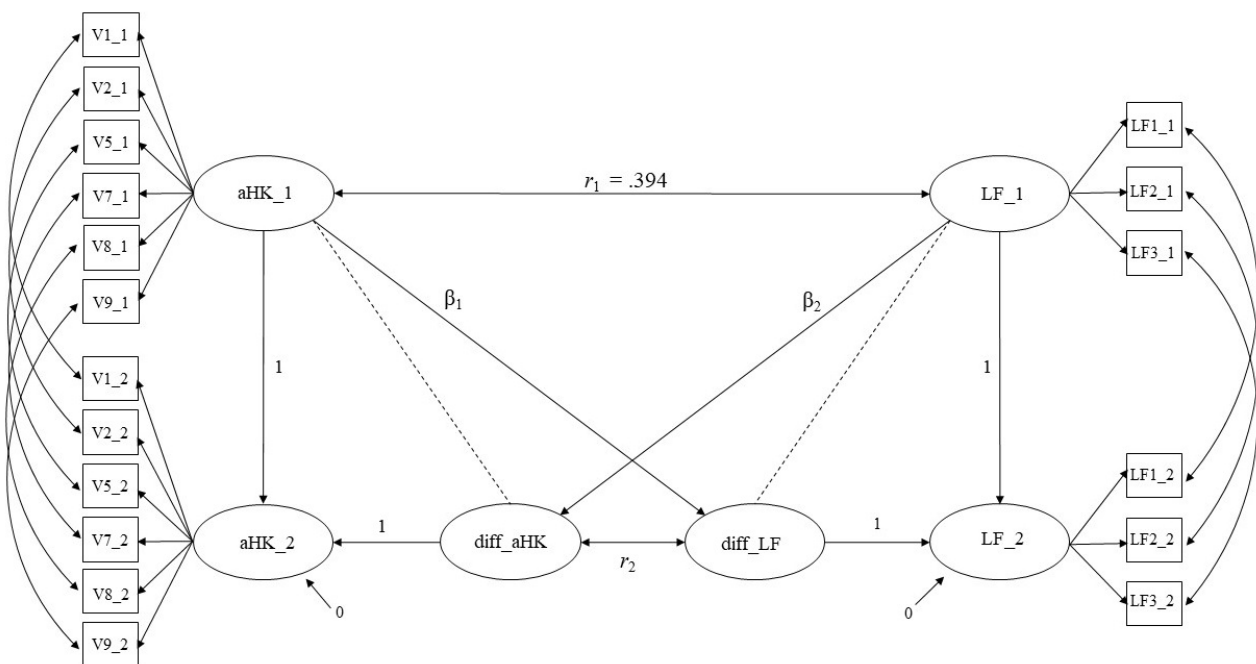 V1_1
V2_1
V5_1
V7_1
V8_1
V9_1
aHK_1
r₁ = .394
LF_1
LF1_1
LF2_1
LF3_1
β₁
β₂
1
1
V1_2
V2_2
V5_2
V7_2
V8_2
V9_2
aHK_2
0
1
diff_aHK
r₂
diff_LF
1
LF_2
0
LF1_2
LF2_2
LF3_2